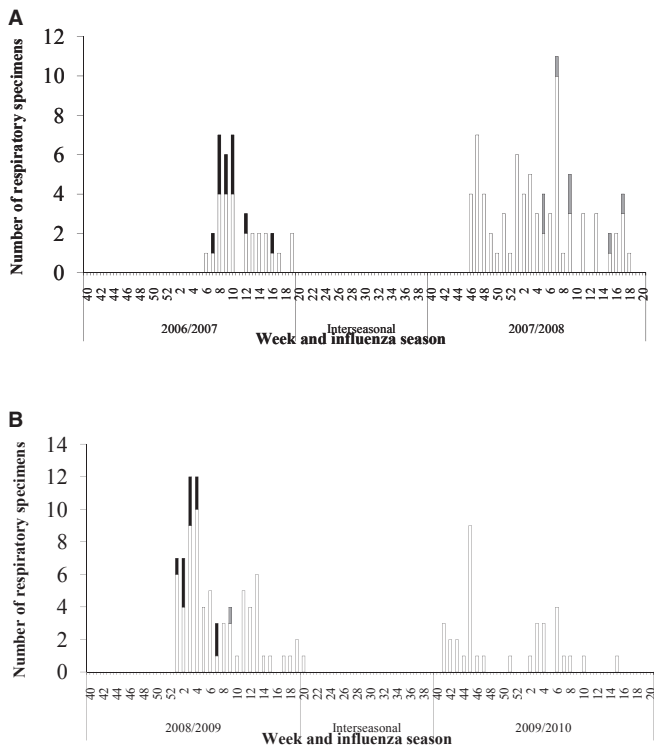 A
Number of respiratory specimens
12
10
8
6
4
2
0
40 42 44 46 48 50 52 2 4 6 8 10 12 14 16 18 20 22 24 26 28 30 32 34 36 38 40 42 44 46 48 50 52 2 4 6 8 10 12 14 16 18 20
2006/2007 Interseasonal 2007/2008
Week and influenza season
B
Number of respiratory specimens
14
12
10
8
6
4
2
0
40 42 44 46 48 50 52 2 4 6 8 10 12 14 16 18 20 22 24 26 28 30 32 34 36 38 40 42 44 46 48 50 52 2 4 6 8 10 12 14 16 18 20
2008/2009 Interseasonal 2009/2010
Week and influenza season